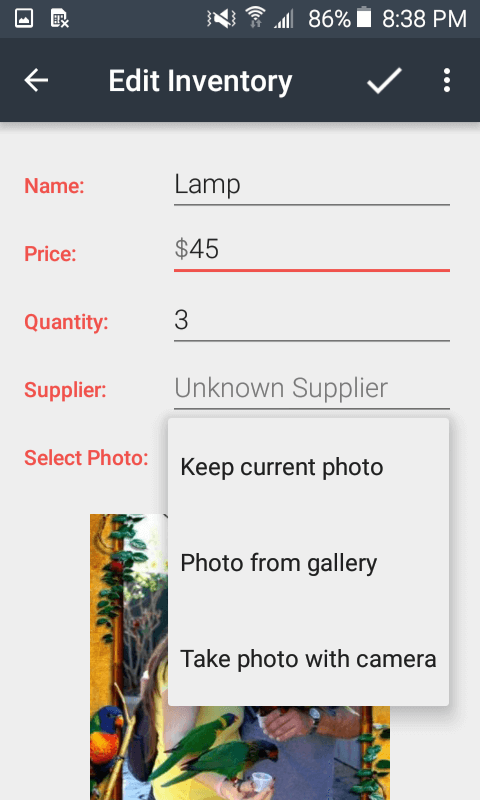 86% 8:38 PM
Edit Inventory
Name: Lamp
Price: $45
Quantity: 3
Supplier: Unknown Supplier
Select Photo:
Keep current photo
Photo from gallery
Take photo with camera